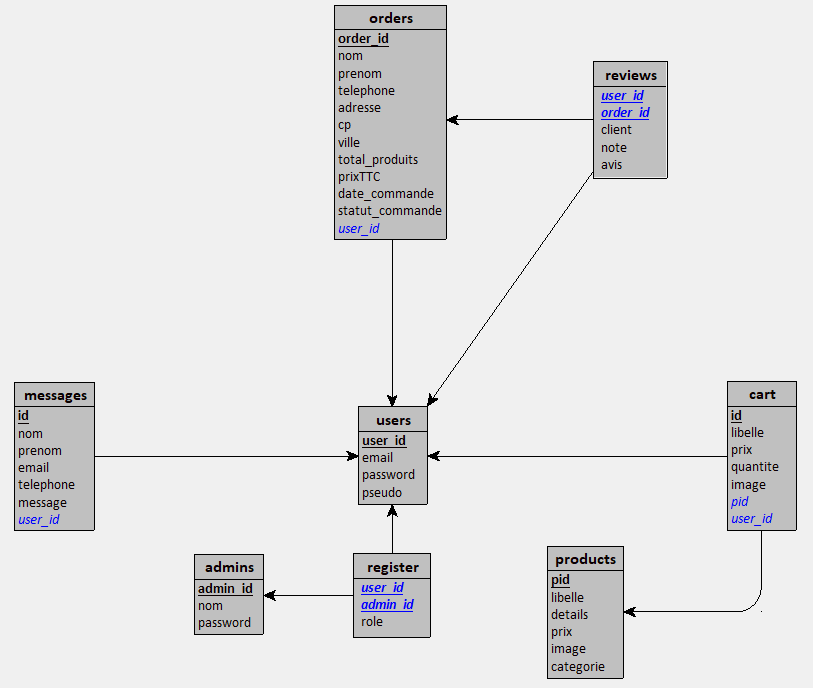 orders
order_id
nom
prenom
telephone
adresse
cp
ville
total_produits
prixTTC
date_commande
statut_commande
user_id
reviews
user_id
order_id
client
note
avis
messages
id
nom
prenom
email
telephone
message
user_id
users
user_id
email
password
pseudo
cart
id
libelle
prix
quantite
image
pid
user_id
admins
admin_id
nom
password
register
user_id
admin_id
role
products
pid
libelle
details
prix
image
categorie